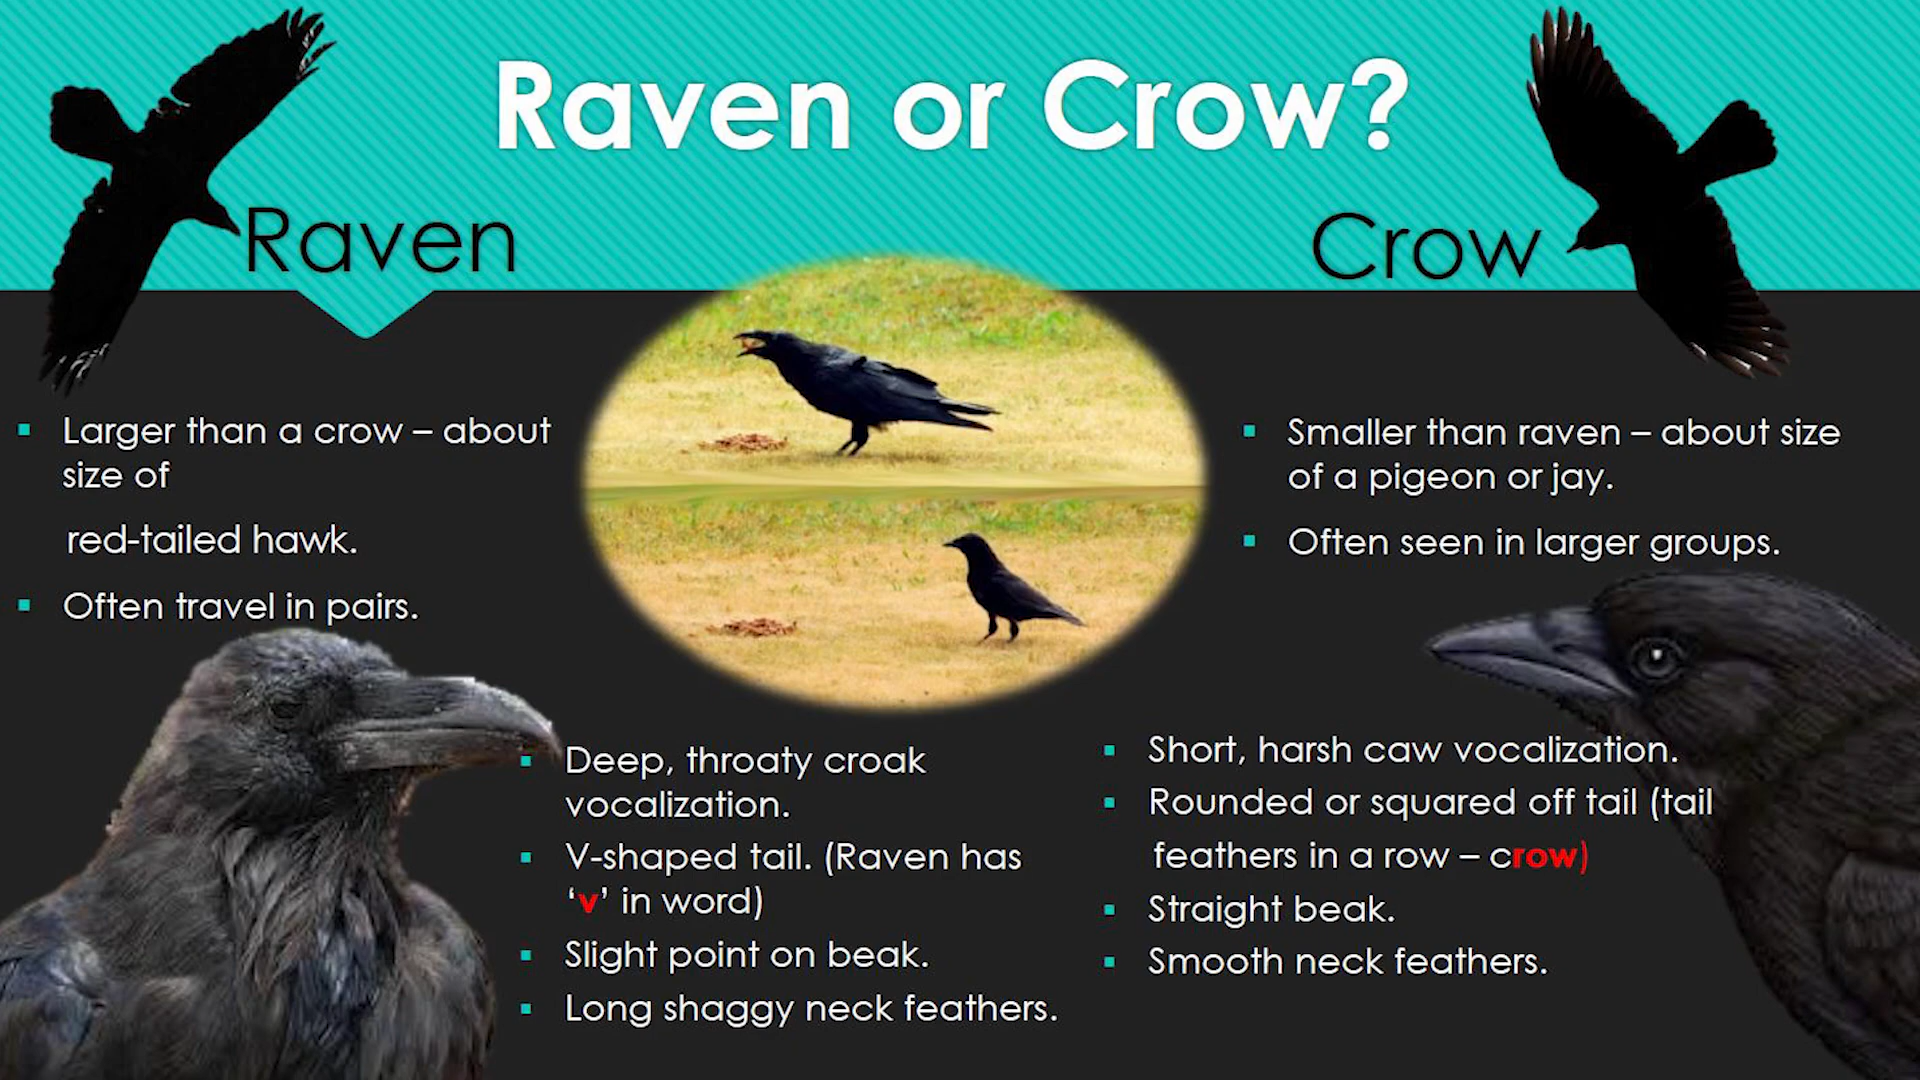 Raven or Crow?
Raven
Larger than a crow – about
size of
red-tailed hawk.
Often travel in pairs.
Deep, throaty croak
vocalization.
V-shaped tail. (Raven has
‘v’ in word)
Slight point on beak.
Long shaggy neck feathers.
Crow
Smaller than raven – about size
of a pigeon or jay.
Often seen in larger groups.
Short, harsh caw vocalization.
Rounded or squared off tail (tail
feathers in a row – crow)
Straight beak.
Smooth neck feathers.